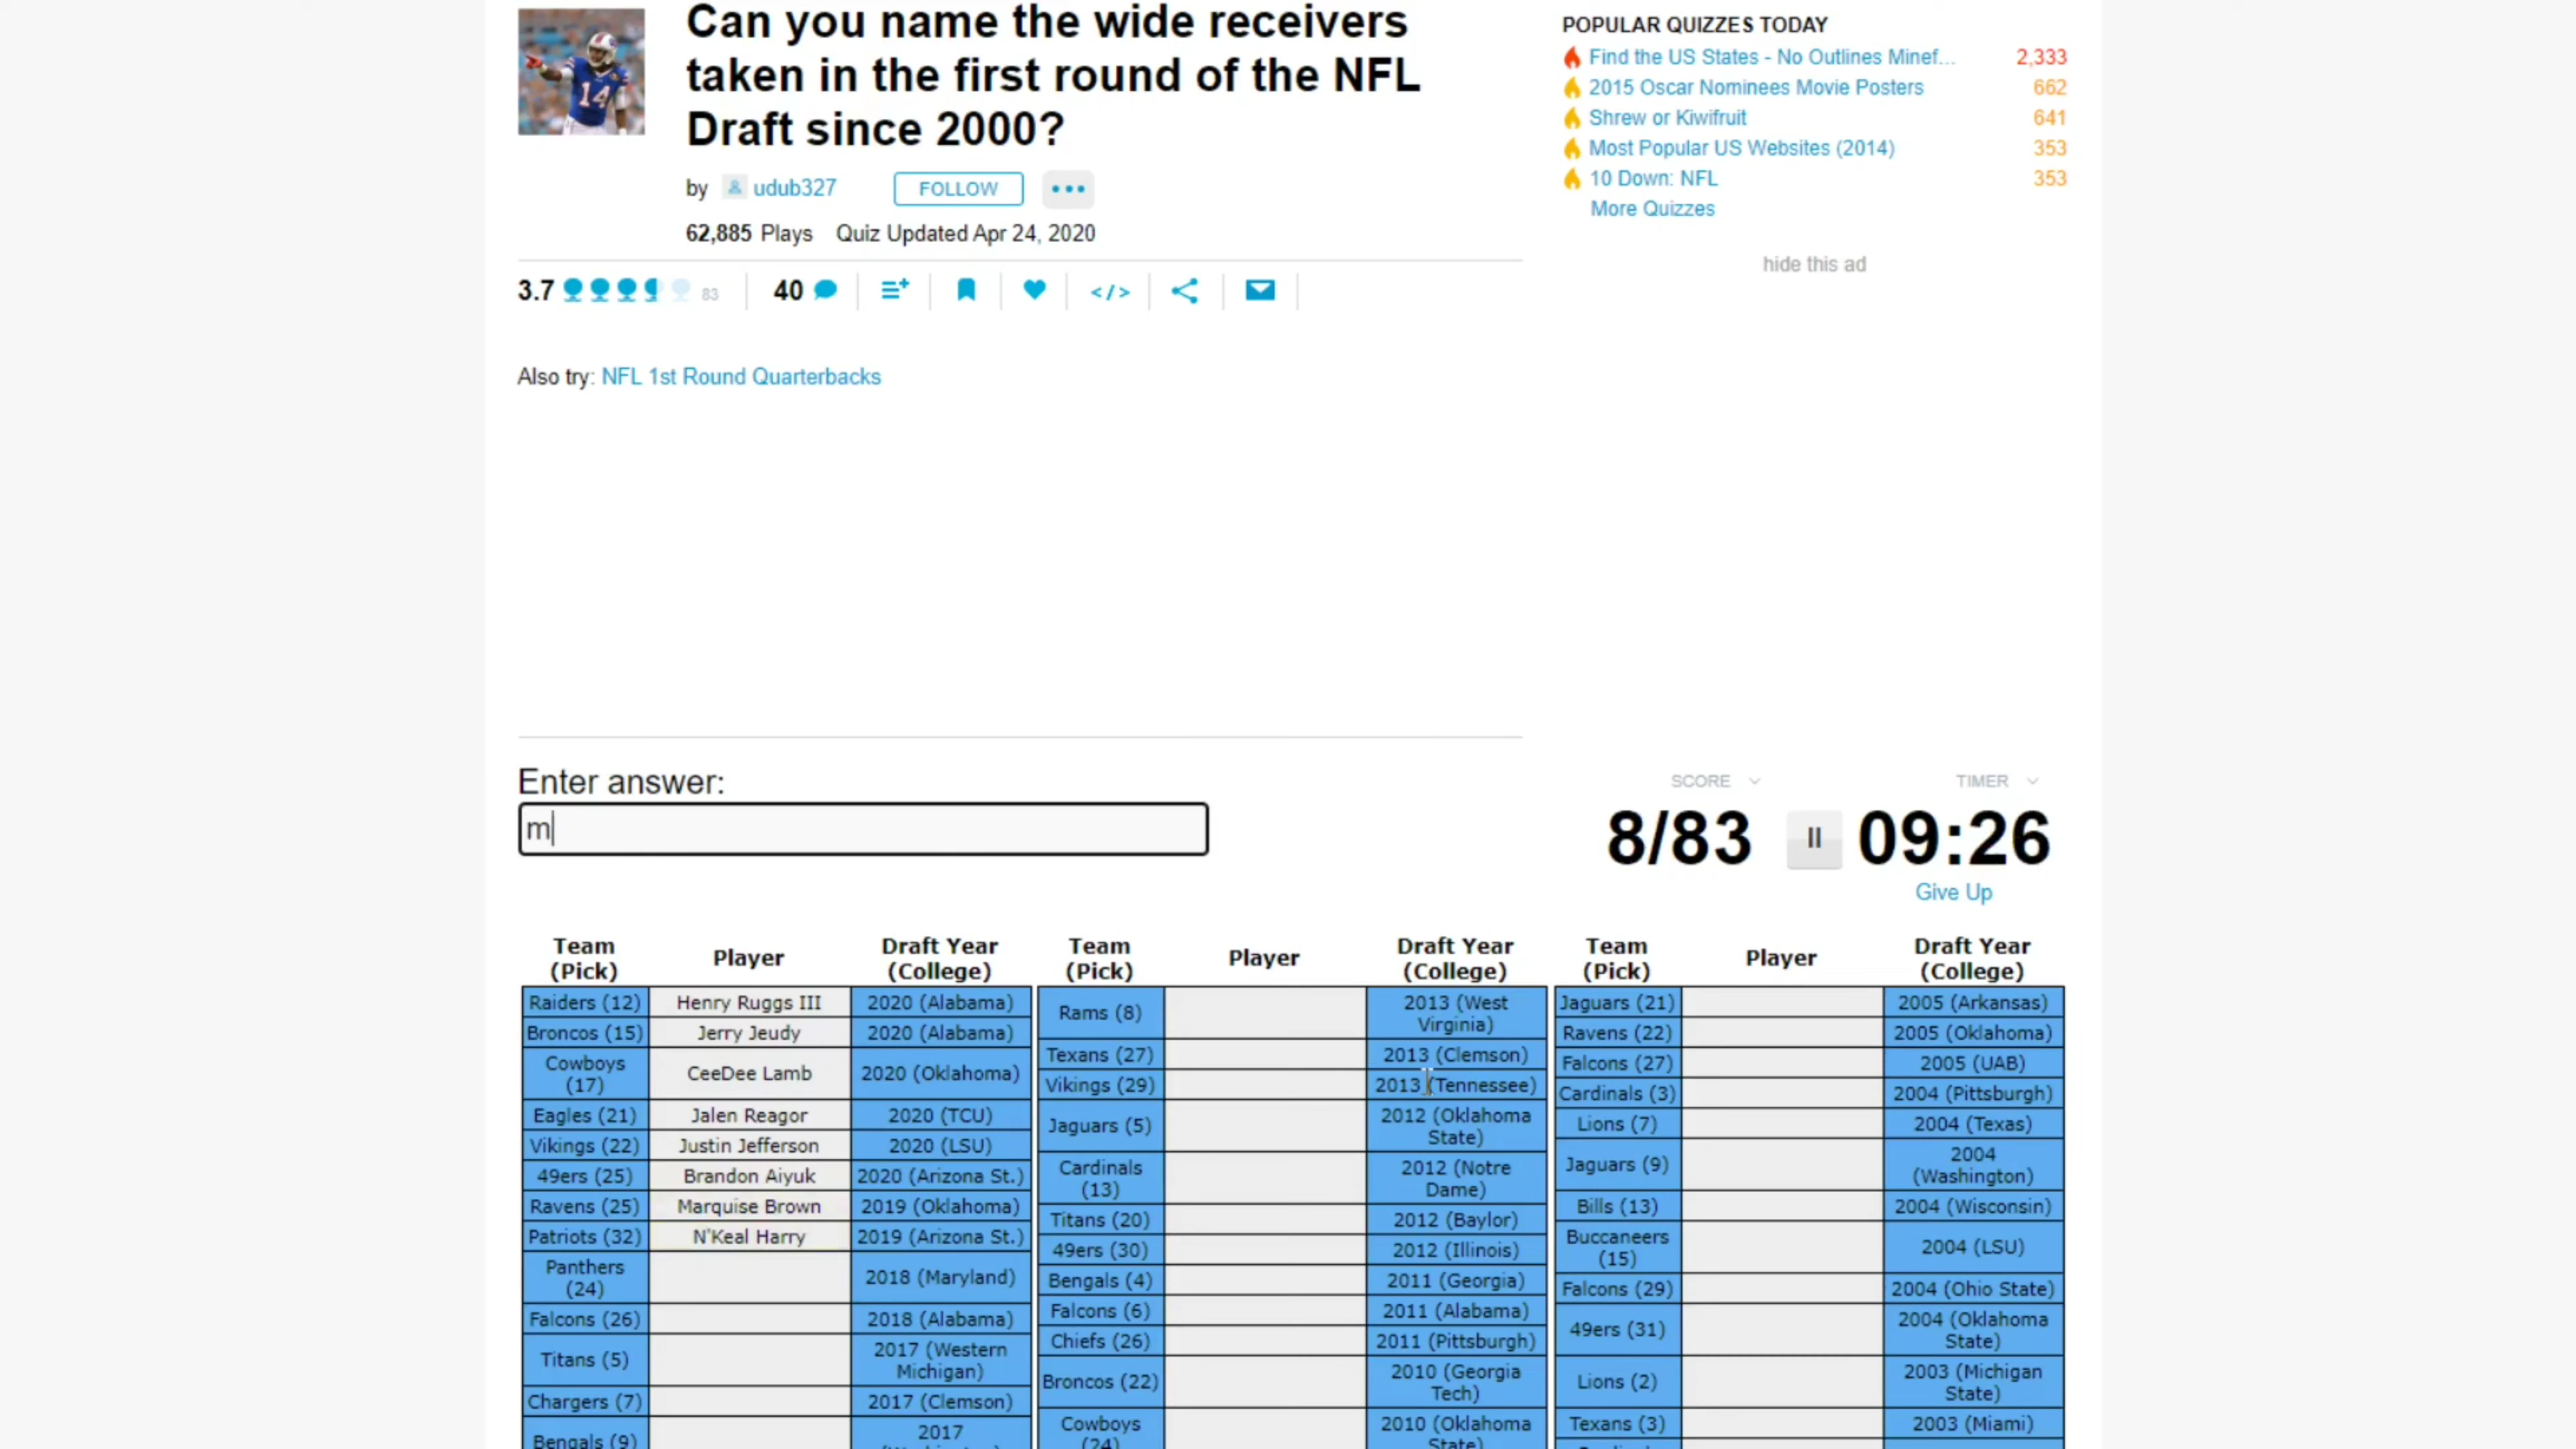 Can you name the wide receivers
taken in the first round of the NFL
Draft since 2000?
by udub327 FOLLOW
62,885 Plays Quiz Updated Apr 24, 2020
3.7 83 40 </>
Also try: NFL 1st Round Quarterbacks
POPULAR QUIZZES TODAY
Find the US States - No Outlines Minef... 2,333
2015 Oscar Nominees Movie Posters 662
Shrew or Kiwifruit 641
Most Popular US Websites (2014) 353
10 Down: NFL 353
More Quizzes
hide this ad
Enter answer:
m
SCORE TIMER
8/83 09:26
Give Up
Team (Pick) Player Draft Year (College)
Raiders (12) Henry Ruggs III 2020 (Alabama)
Broncos (15) Jerry Jeudy 2020 (Alabama)
Cowboys (17) CeeDee Lamb 2020 (Oklahoma)
Eagles (21) Jalen Reagor 2020 (TCU)
Vikings (22) Justin Jefferson 2020 (LSU)
49ers (25) Brandon Aiyuk 2020 (Arizona St.)
Ravens (25) Marquise Brown 2019 (Oklahoma)
Patriots (32) N'Keal Harry 2019 (Arizona St.)
Panthers (24) 2018 (Maryland)
Falcons (26) 2018 (Alabama)
Titans (5) 2017 (Western Michigan)
Chargers (7) 2017 (Clemson)
Bengals (9) 2017
Team (Pick) Player Draft Year (College)
Rams (8) 2013 (West Virginia)
Texans (27) 2013 (Clemson)
Vikings (29) 2013 (Tennessee)
Jaguars (5) 2012 (Oklahoma State)
Cardinals (13) 2012 (Notre Dame)
Titans (20) 2012 (Baylor)
49ers (30) 2012 (Illinois)
Bengals (4) 2011 (Georgia)
Falcons (6) 2011 (Alabama)
Chiefs (26) 2011 (Pittsburgh)
Broncos (22) 2010 (Georgia Tech)
Cowboys (24) 2010 (Oklahoma State)
Team (Pick) Player Draft Year (College)
Jaguars (21) 2005 (Arkansas)
Ravens (22) 2005 (Oklahoma)
Falcons (27) 2005 (UAB)
Cardinals (3) 2004 (Pittsburgh)
Lions (7) 2004 (Texas)
Jaguars (9) 2004 (Washington)
Bills (13) 2004 (Wisconsin)
Buccaneers (15) 2004 (LSU)
Falcons (29) 2004 (Ohio State)
49ers (31) 2004 (Oklahoma State)
Lions (2) 2003 (Michigan State)
Texans (3) 2003 (Miami)